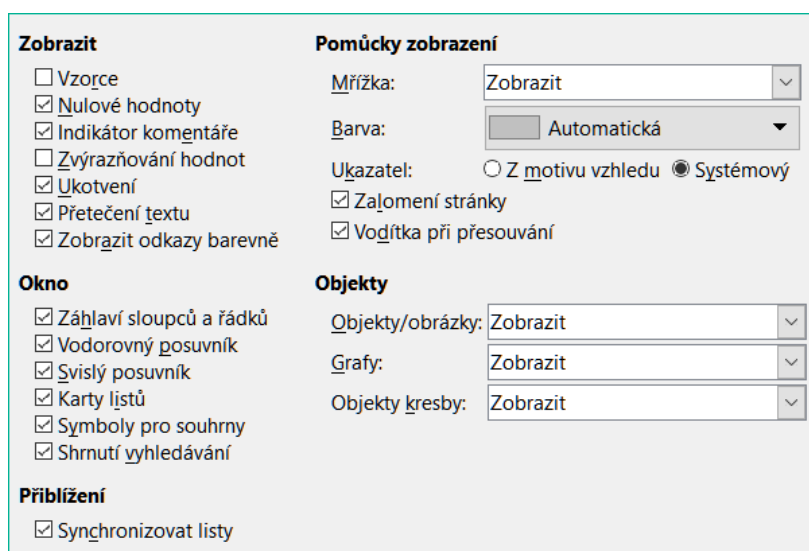 Zobrazit
Vzorce
Nulové hodnoty
Indikátor komentáře
Zvýrazňování hodnot
Ukotvení
Přetečení textu
Zobrazit odkazy barevně
Okno
Záhlaví sloupců a řádků
Vodorovný posuvník
Svislý posuvník
Karty listů
Symboly pro souhrny
Shrnutí vyhledávání
Přiblížení
Synchronizovat listy
Pomůcky zobrazení
Mřížka: Zobrazit
Barva: Automatická
Ukazatel: Z motivu vzhledu Systémový
Zalomení stránky
Vodítka při přesouvání
Objekty
Objekty/obrázky: Zobrazit
Grafy: Zobrazit
Objekty kresby: Zobrazit